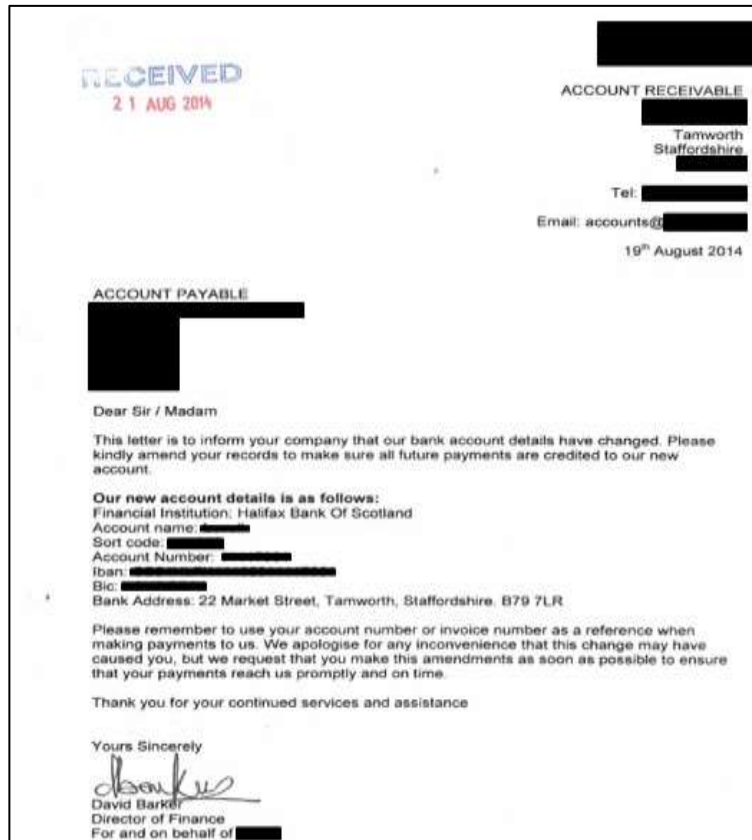 RECEIVED
21 AUG 2014
ACCOUNT RECEIVABLE
Tamworth
Staffordshire
Tel:
Email: accounts@
19th August 2014
ACCOUNT PAYABLE
Dear Sir / Madam
This letter is to inform your company that our bank account details have changed. Please
kindly amend your records to make sure all future payments are credited to our new
account.
Our new account details is as follows:
Financial Institution: Halifax Bank Of Scotland
Account name:
Sort code:
Account Number:
Iban:
Bic:
Bank Address: 22 Market Street, Tamworth, Staffordshire. B79 7LR
Please remember to use your account number or invoice number as a reference when
making payments to us. We apologise for any inconvenience that this change may have
caused you, but we request that you make this amendments as soon as possible to ensure
that your payments reach us promptly and on time.
Thank you for your continued services and assistance
Yours Sincerely
David Barker
Director of Finance
For and on behalf of